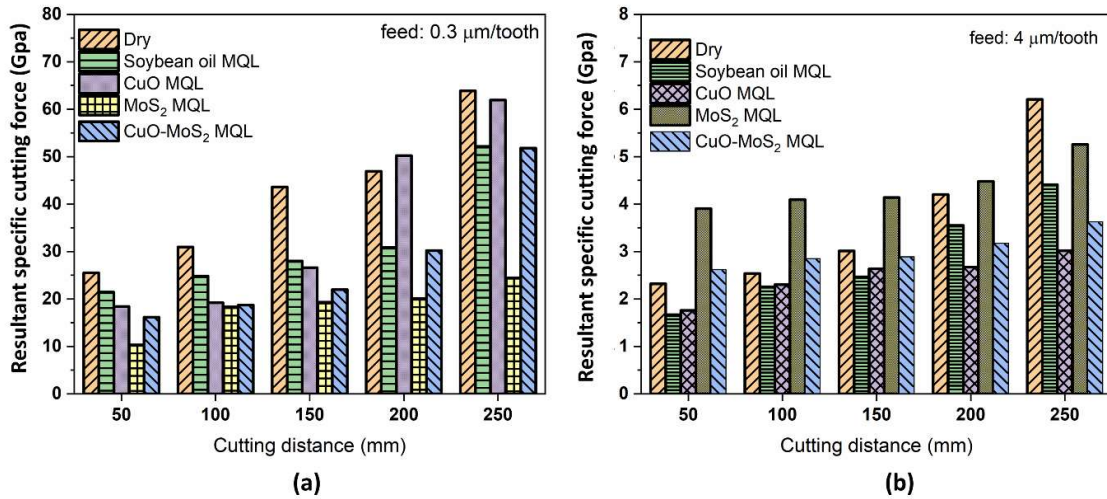 feed: 0.3 μm/tooth
Dry
Soybean oil MQL
CuO MQL
MoS₂ MQL
CuO-MoS₂ MQL
Resultant specific cutting force (Gpa)
80
70
60
50
40
30
20
10
0
50 100 150 200 250
Cutting distance (mm)
(a)
feed: 4 μm/tooth
Dry
Soybean oil MQL
CuO MQL
MoS₂ MQL
CuO-MoS₂ MQL
Resultant specific cutting force (Gpa)
8
7
6
5
4
3
2
1
0
50 100 150 200 250
Cutting distance (mm)
(b)